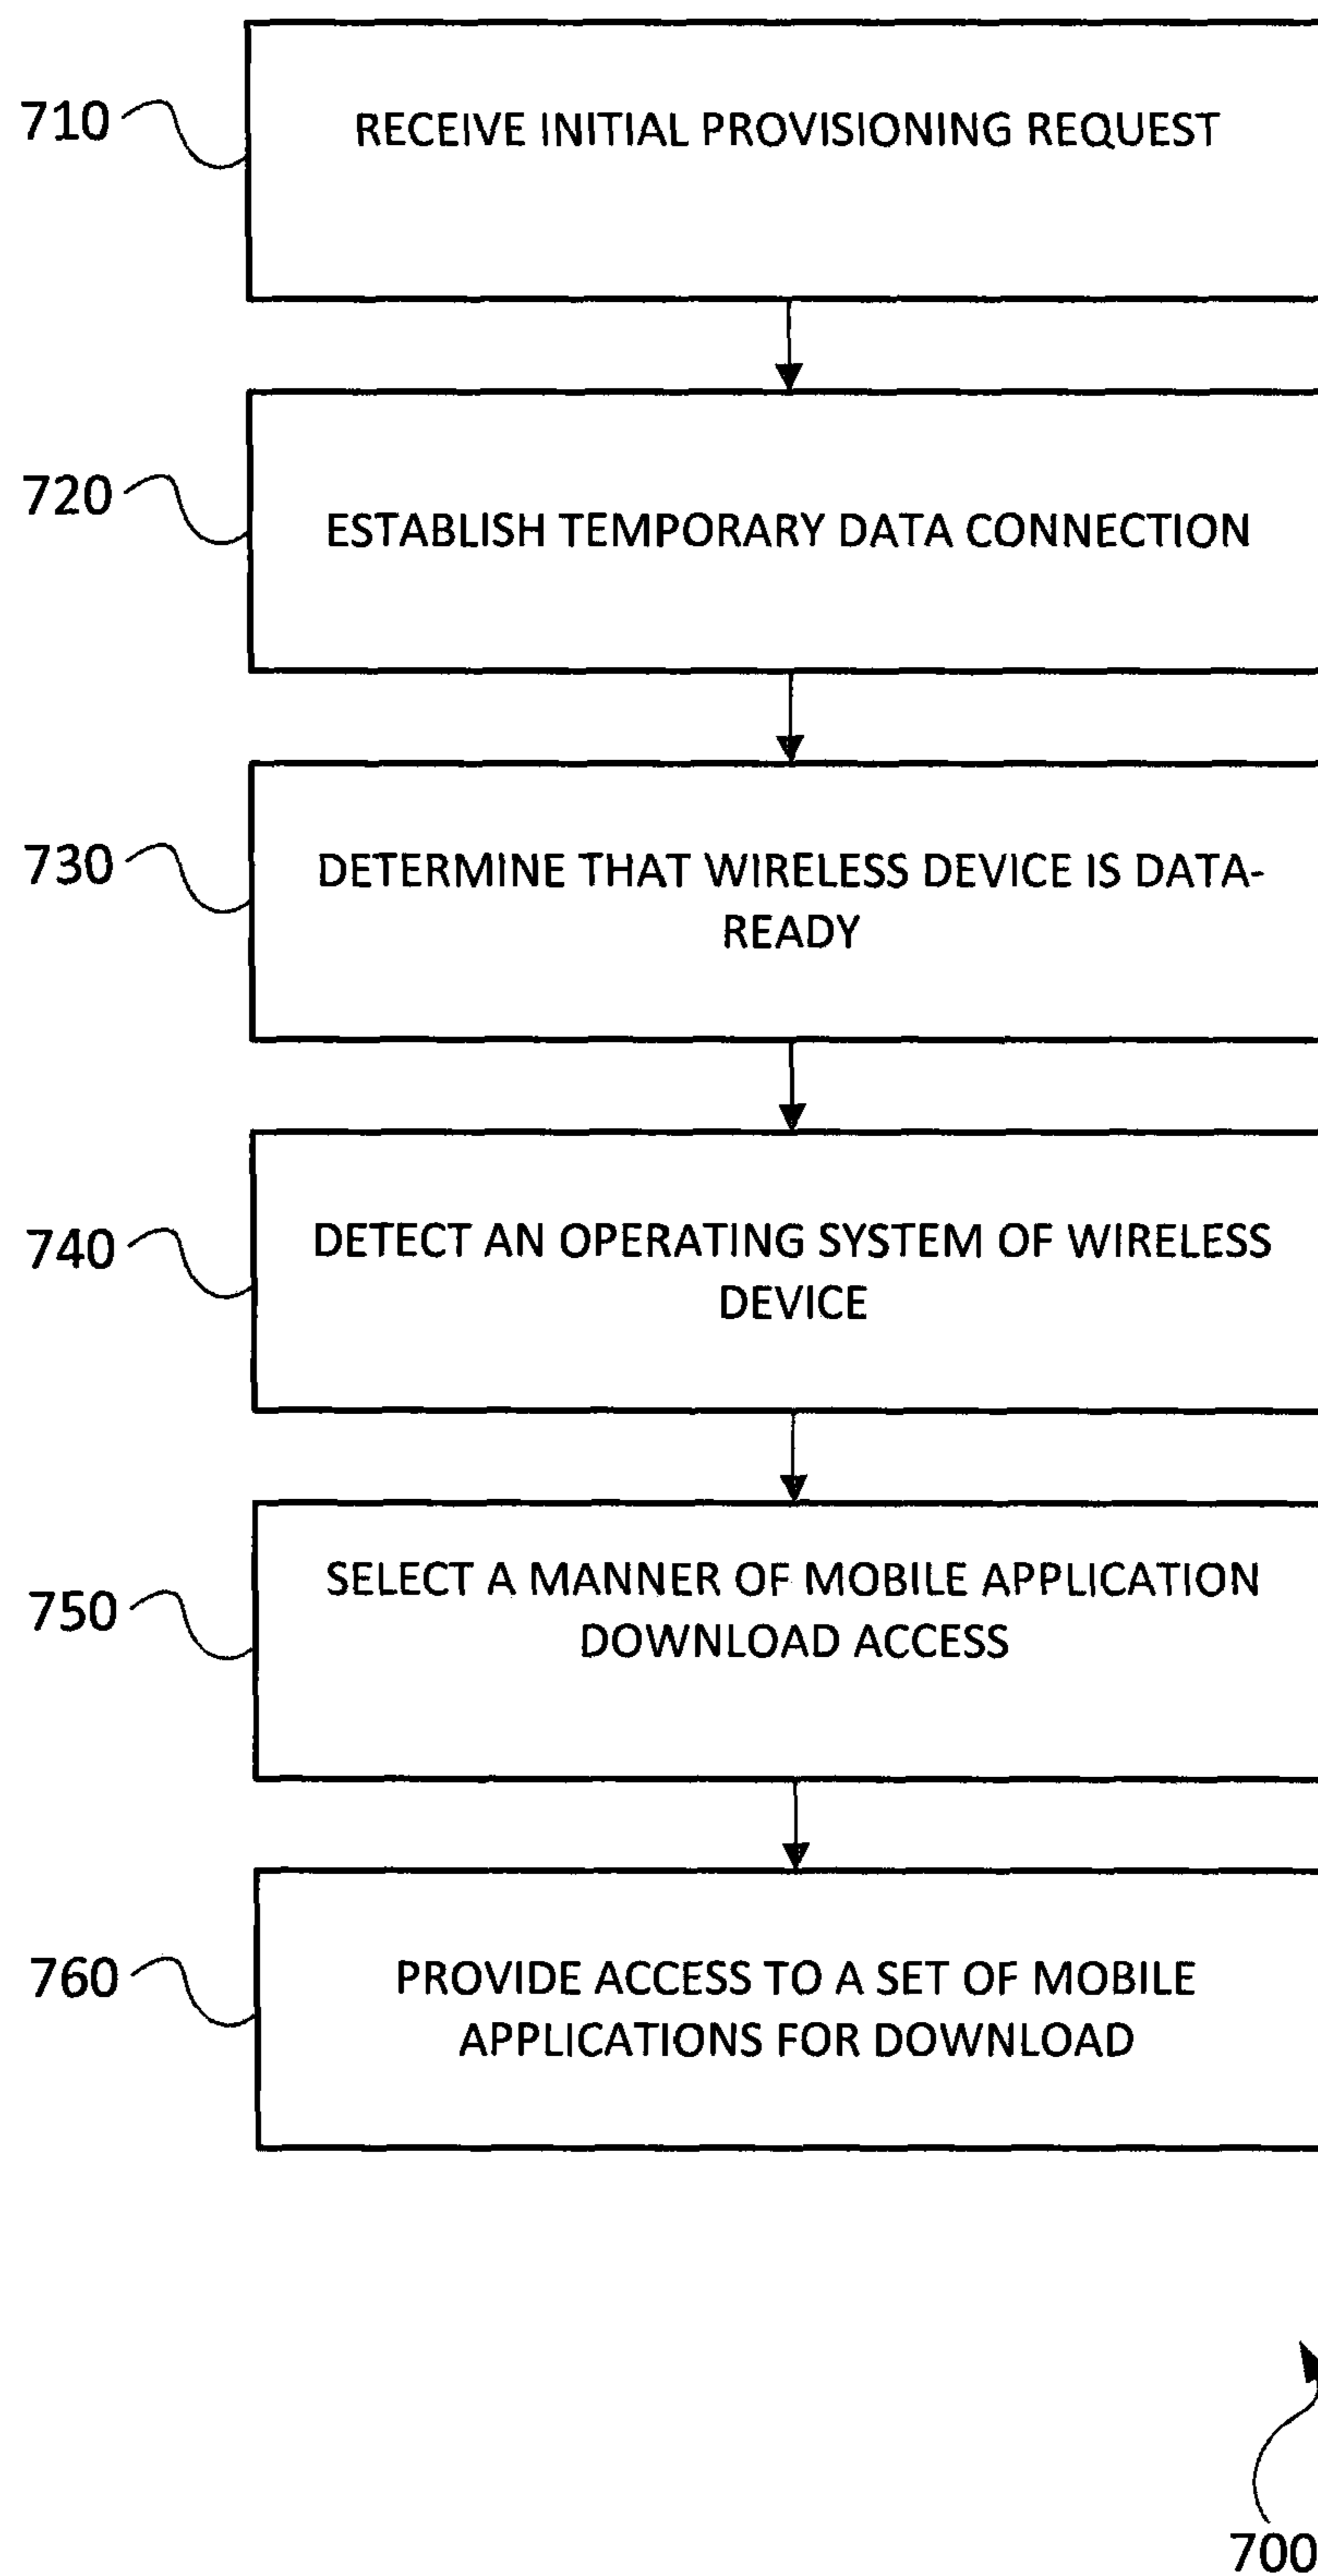 710
RECEIVE INITIAL PROVISIONING REQUEST
720
ESTABLISH TEMPORARY DATA CONNECTION
730
DETERMINE THAT WIRELESS DEVICE IS DATA-
READY
740
DETECT AN OPERATING SYSTEM OF WIRELESS
DEVICE
750
SELECT A MANNER OF MOBILE APPLICATION
DOWNLOAD ACCESS
760
PROVIDE ACCESS TO A SET OF MOBILE
APPLICATIONS FOR DOWNLOAD
700